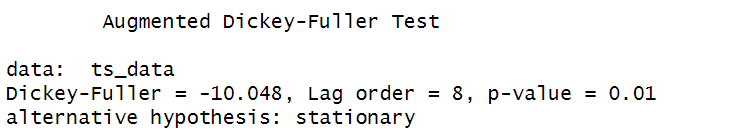 Augmented Dickey-Fuller Test
data:  ts_data
Dickey-Fuller = -10.048, Lag order = 8, p-value = 0.01
alternative hypothesis: stationary